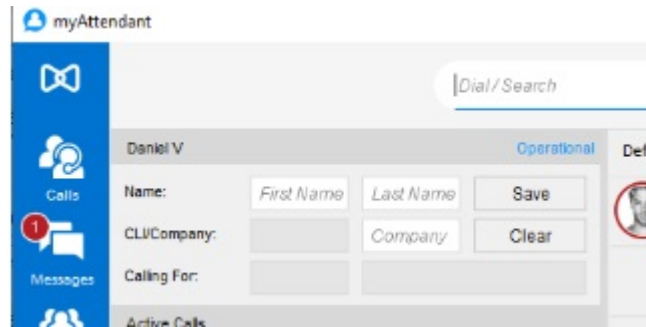 myAttendant
Dial / Search
Daniel V Operational
Calls
Name: First Name Last Name Save
1
CLI/Company: Company Clear
Messages
Calling For:
Active Calls